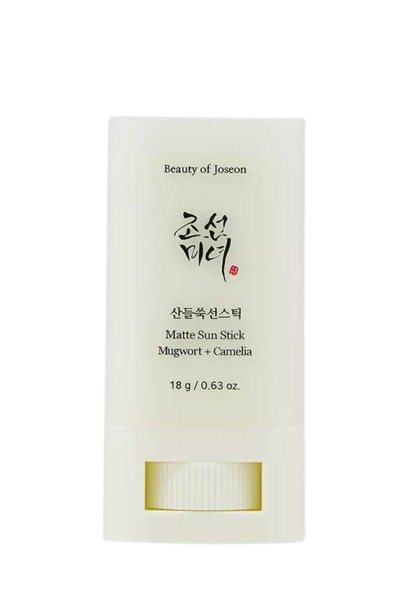 Beauty of Joseon
조선
미녀
산들쑥선스틱
Matte Sun Stick
Mugwort + Camelia
18 g / 0.63 oz.